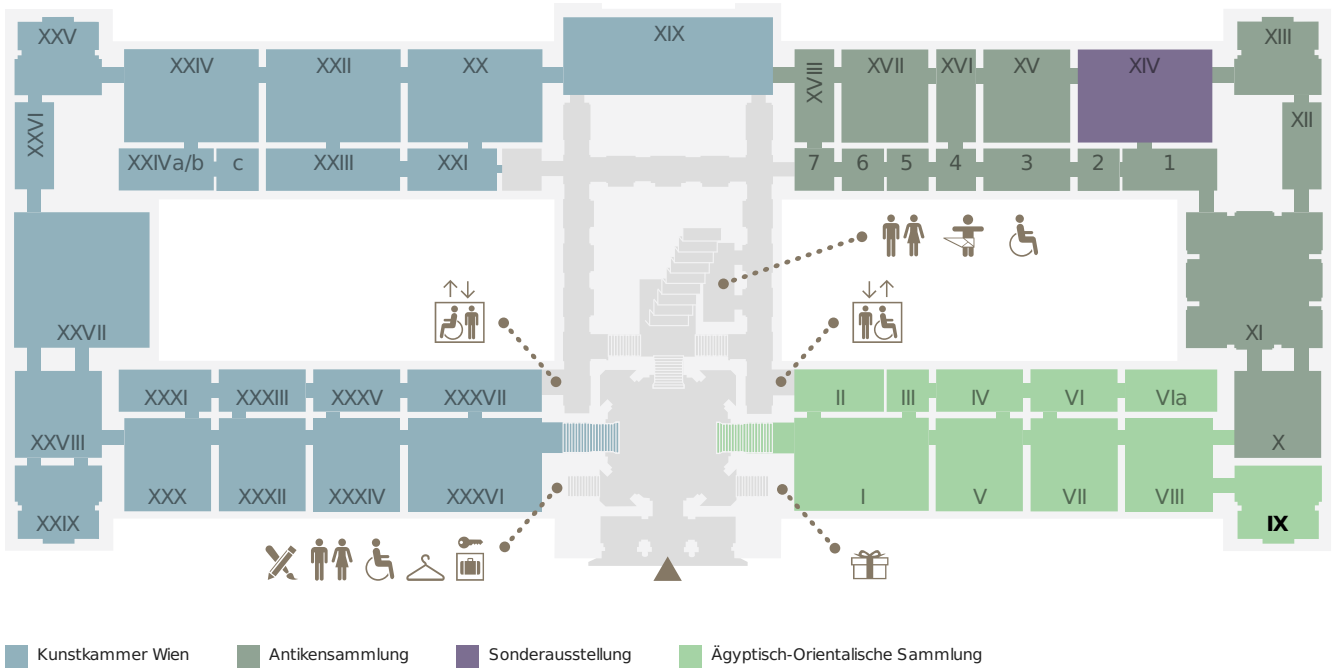 XXV
XXIV
XXII
XX
XIX
XVIII
XVII
XVI
XV
XIV
XIII
XXVI
XII
XXIVa/b
c
XXIII
XXI
7
6
5
4
3
2
1
XXVII
XI
XXXI
XXXIII
XXXV
XXXVII
II
III
IV
VI
VIa
XXVIII
X
XXX
XXXII
XXXIV
XXXVI
I
V
VII
VIII
XXIX
IX
Kunstkammer Wien
Antikensammlung
Sonderausstellung
Ägyptisch-Orientalische Sammlung